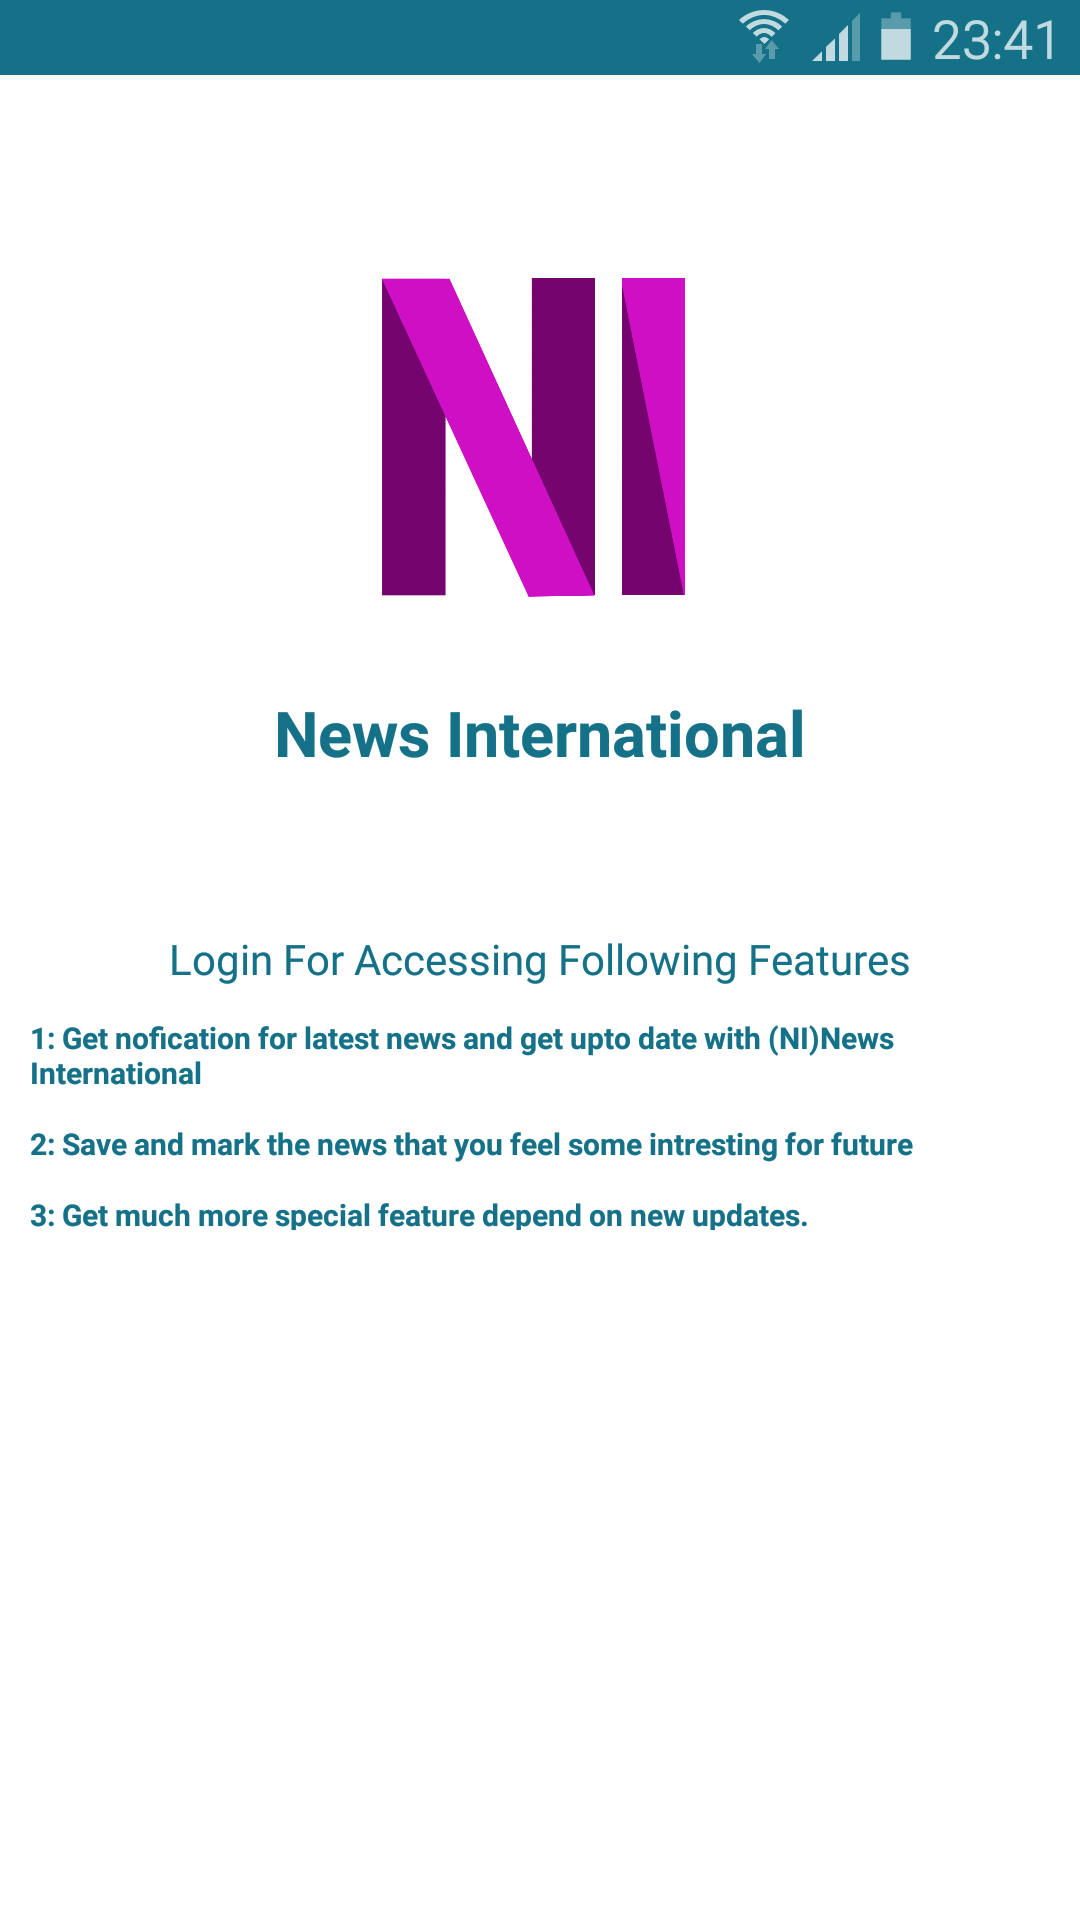 23:41
NI
News International
Login For Accessing Following Features
1: Get nofication for latest news and get upto date with (NI)News
International
2: Save and mark the news that you feel some intresting for future
3: Get much more special feature depend on new updates.